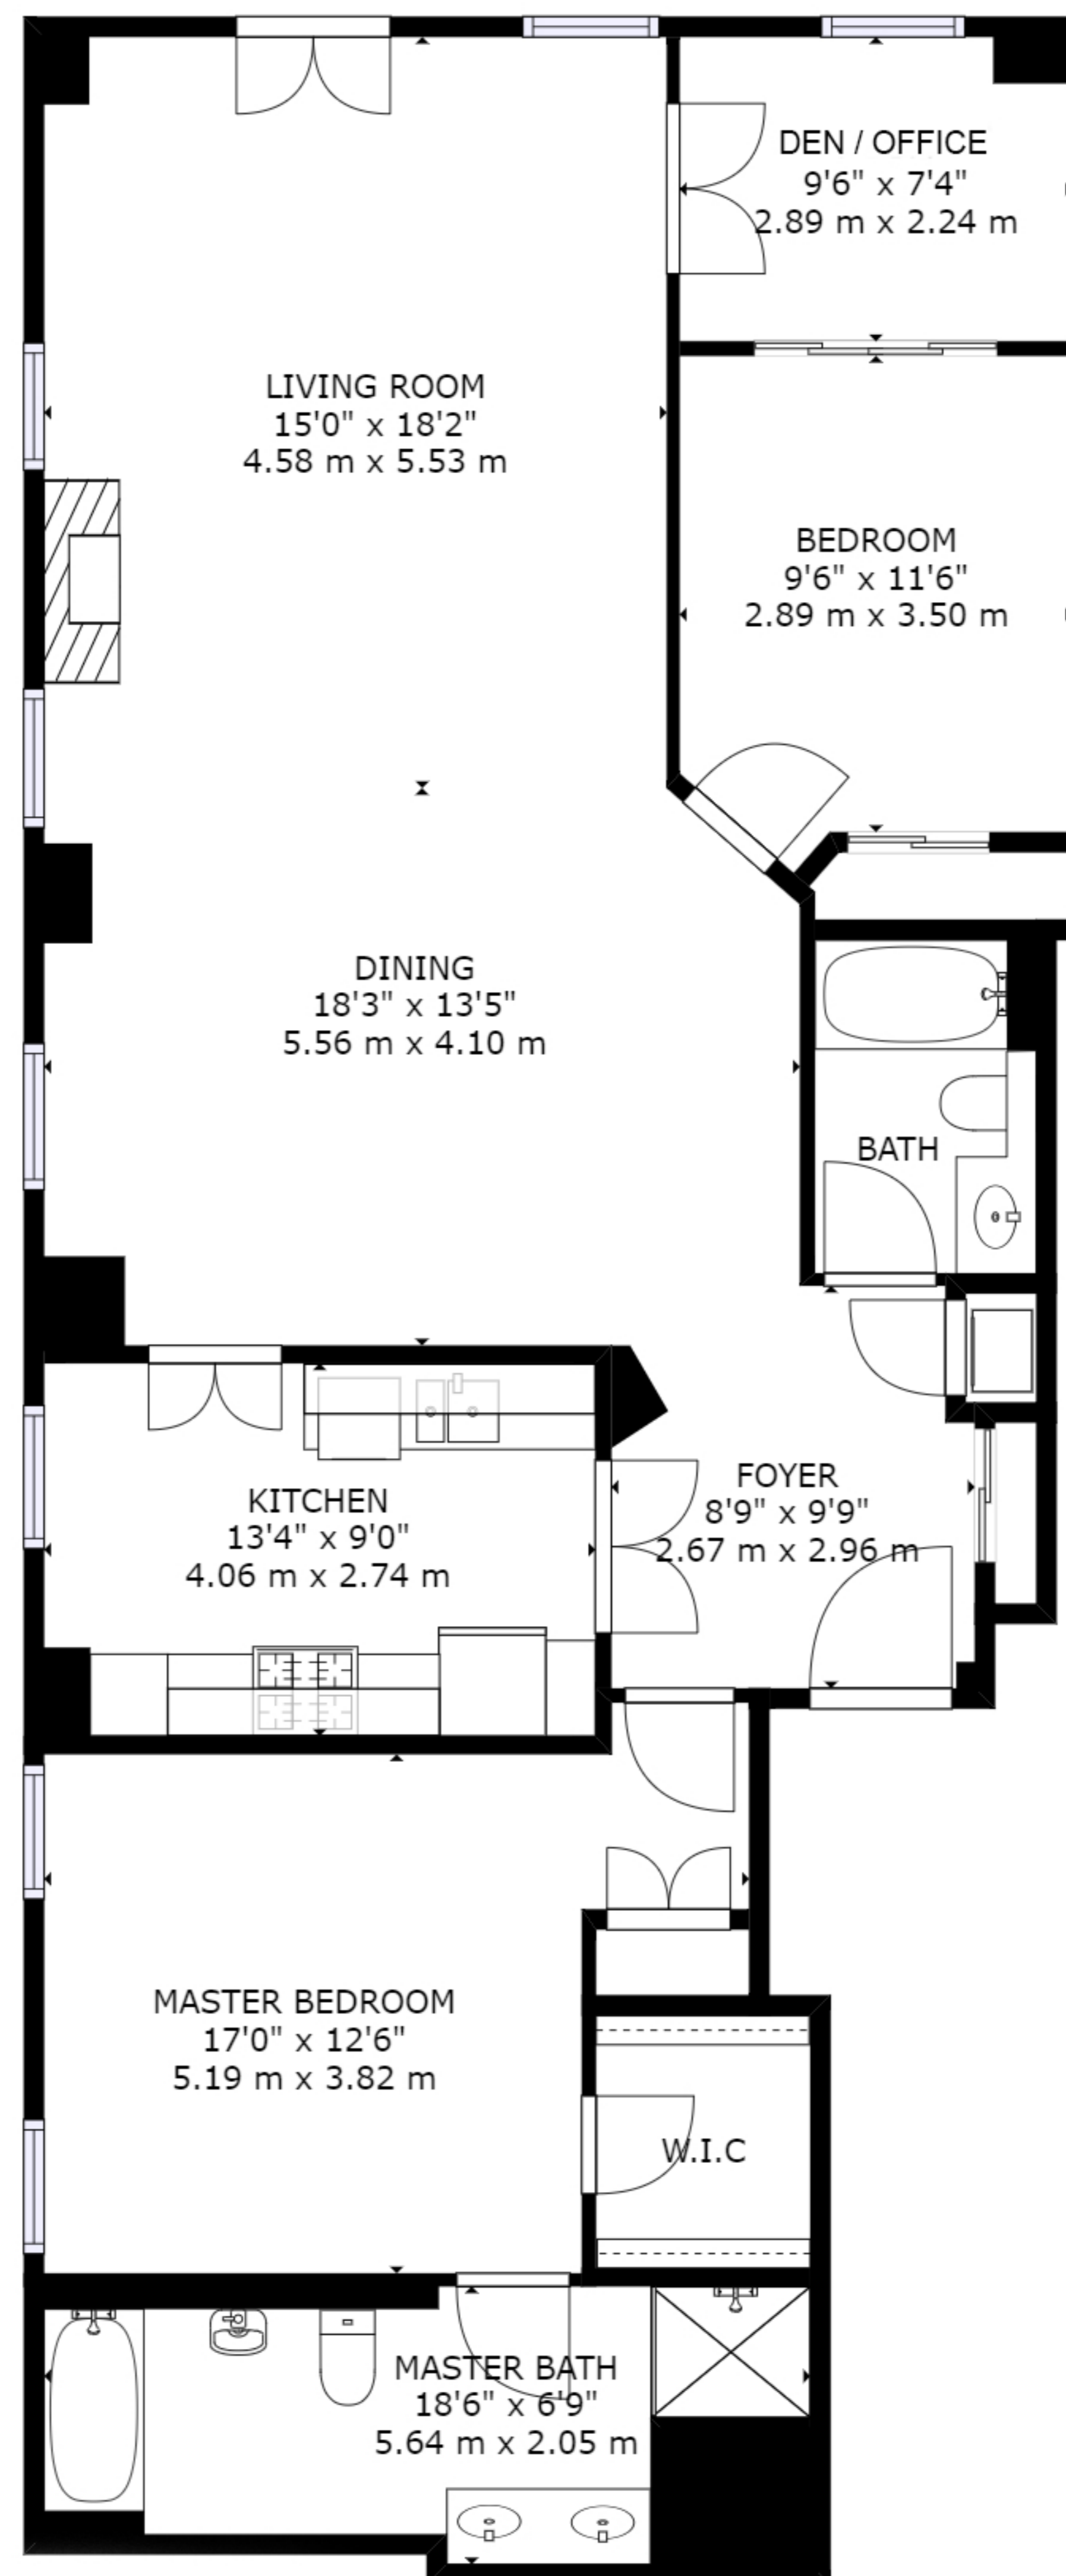 DEN / OFFICE
9'6" x 7'4"
2.89 m x 2.24 m
LIVING ROOM
15'0" x 18'2"
4.58 m x 5.53 m
BEDROOM
9'6" x 11'6"
2.89 m x 3.50 m
DINING
18'3" x 13'5"
5.56 m x 4.10 m
BATH
FOYER
8'9" x 9'9"
2.67 m x 2.96 m
KITCHEN
13'4" x 9'0"
4.06 m x 2.74 m
MASTER BEDROOM
17'0" x 12'6"
5.19 m x 3.82 m
W.I.C
MASTER BATH
18'6" x 6'9"
5.64 m x 2.05 m